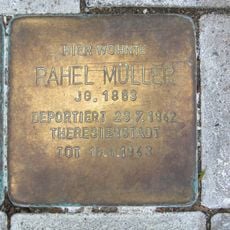 HIER WOHNTE
RAHEL MÜLLER
JG. 1883
DEPORTIERT 23.7.1942
THERESIENSTADT
TOT